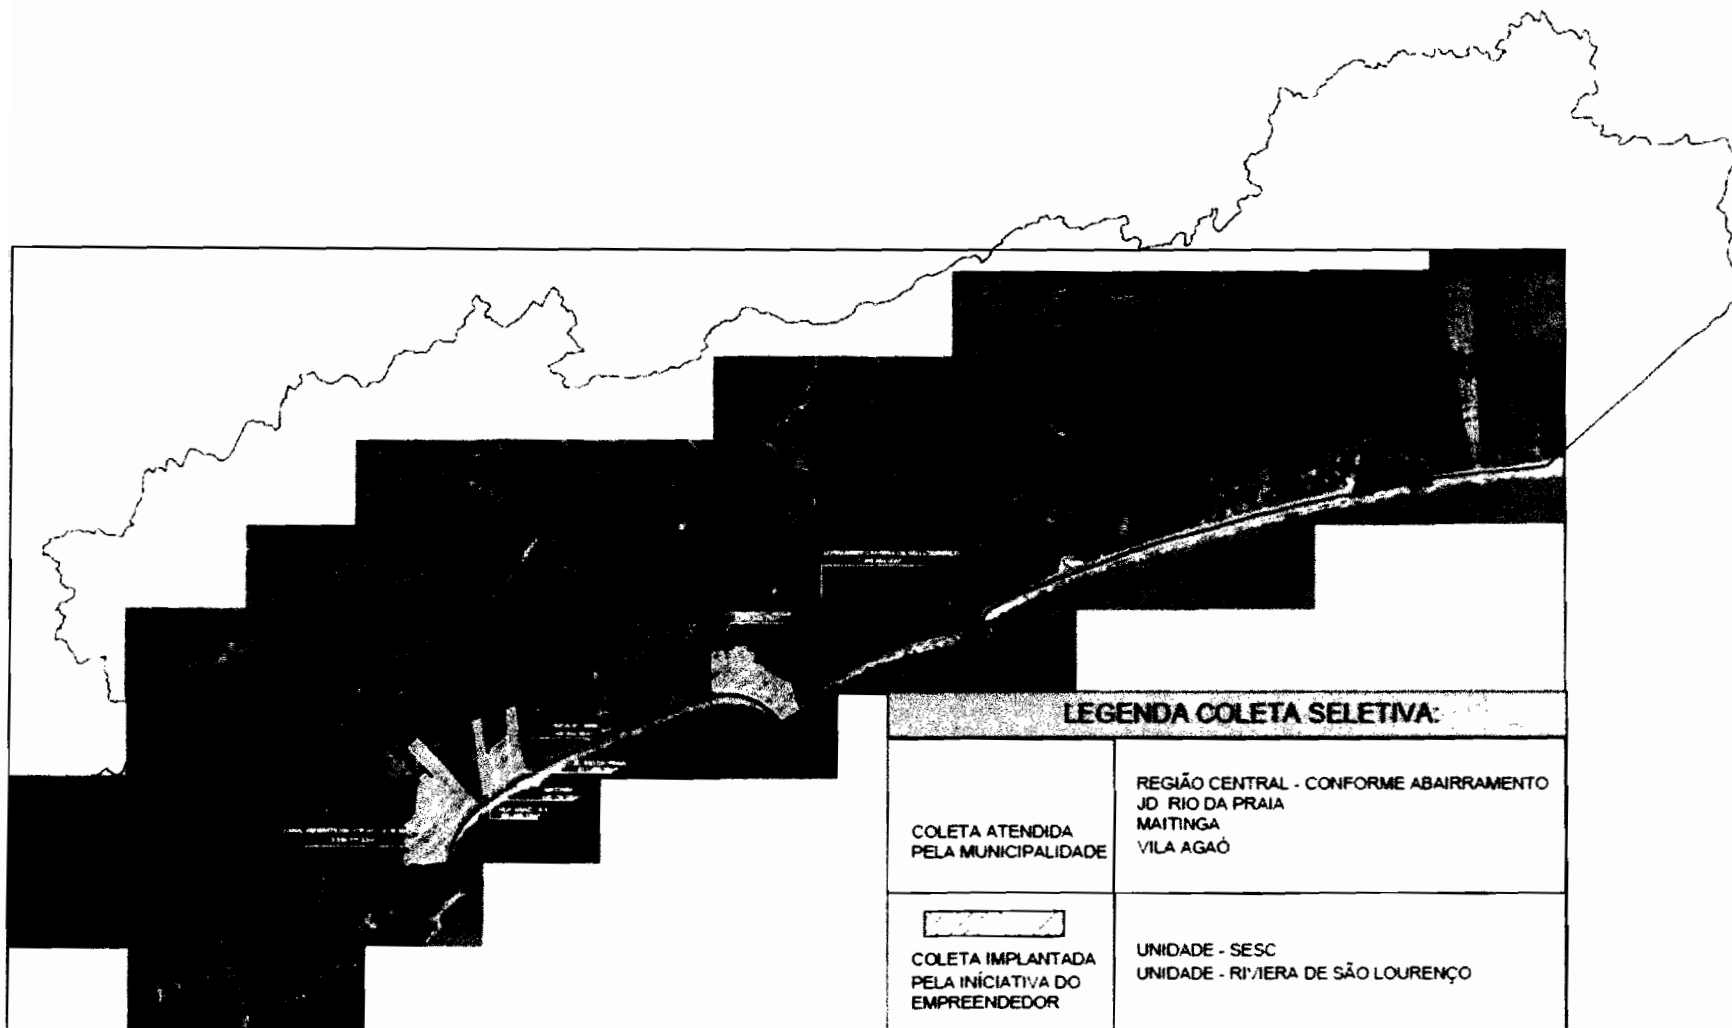 LEGENDA COLETA SELETIVA:
COLETA ATENDIDA
PELA MUNICIPALIDADE
REGIÃO CENTRAL - CONFORME ABAIRRAMENTO
JD RIO DA PRAIA
MAITINGA
VILA AGAÓ
COLETA IMPLANTADA
PELA INÍCIATIVA DO
EMPREENDEDOR
UNIDADE - SESC
UNIDADE - RIVIERA DE SÃO LOURENÇO